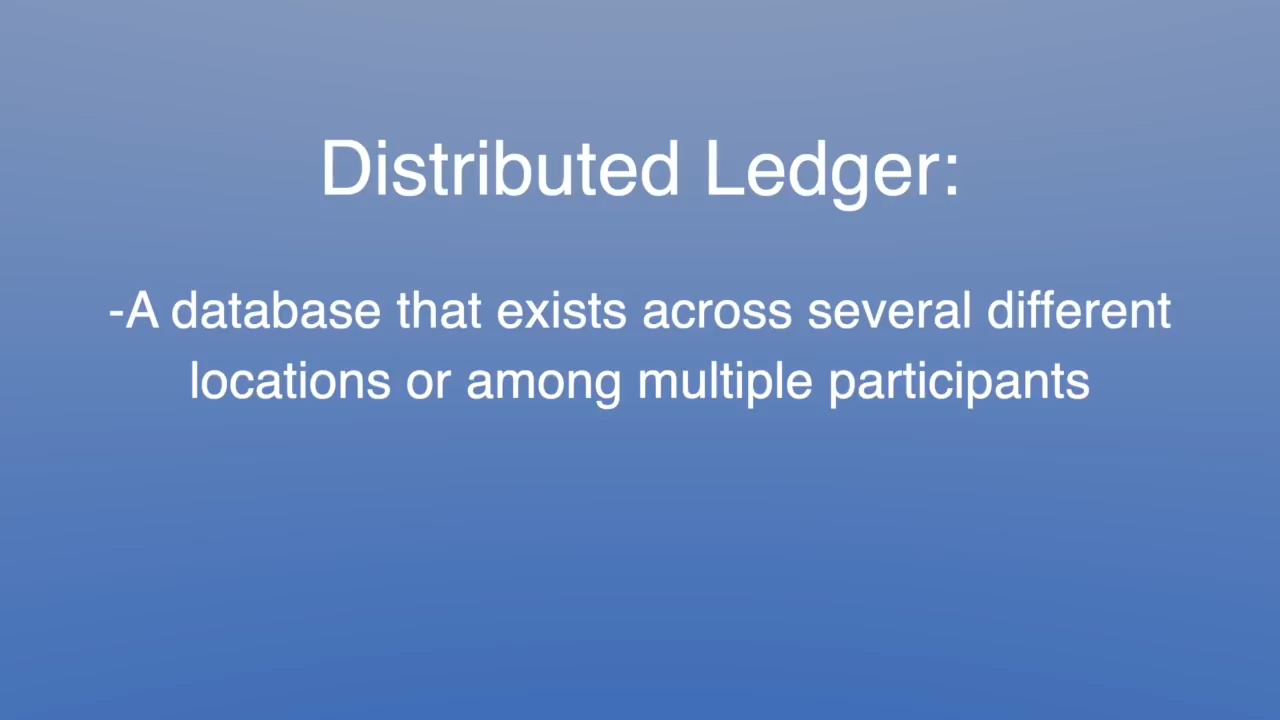 Distributed Ledger:
-A database that exists across several different
locations or among multiple participants